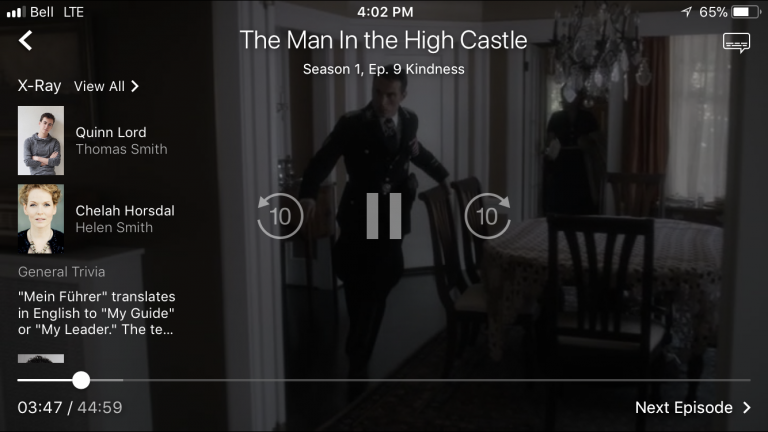 Bell LTE
4:02 PM
65%
The Man In the High Castle
Season 1, Ep. 9 Kindness
X-Ray View All
Quinn Lord
Thomas Smith
Chelah Horsdal
Helen Smith
10
10
General Trivia
"Mein Führer" translates
in English to "My Guide"
or "My Leader." The te...
03:47 / 44:59
Next Episode